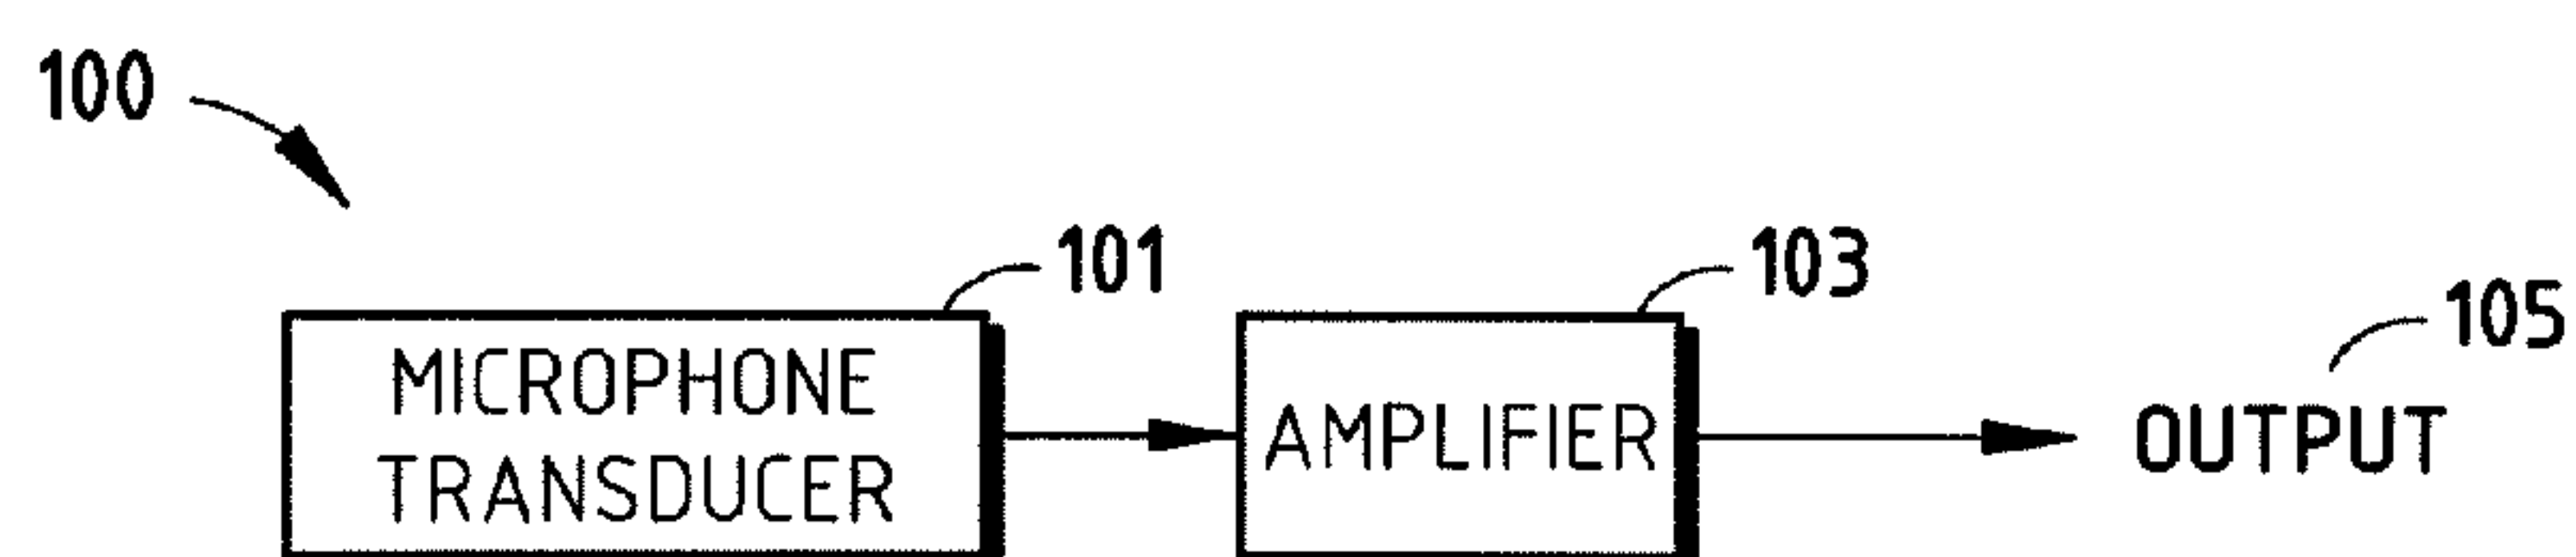 100
101
103
105
MICROPHONE
TRANSDUCER
AMPLIFIER
OUTPUT